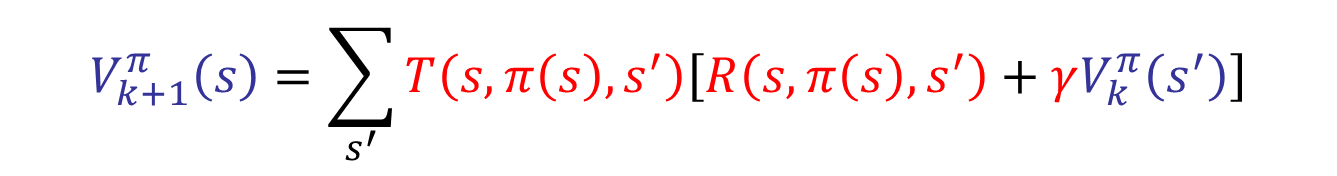 V^π_{k+1}(s) = ∑_{s′} T(s, π(s), s′)[R(s, π(s), s′) + γV^π_k(s′)]